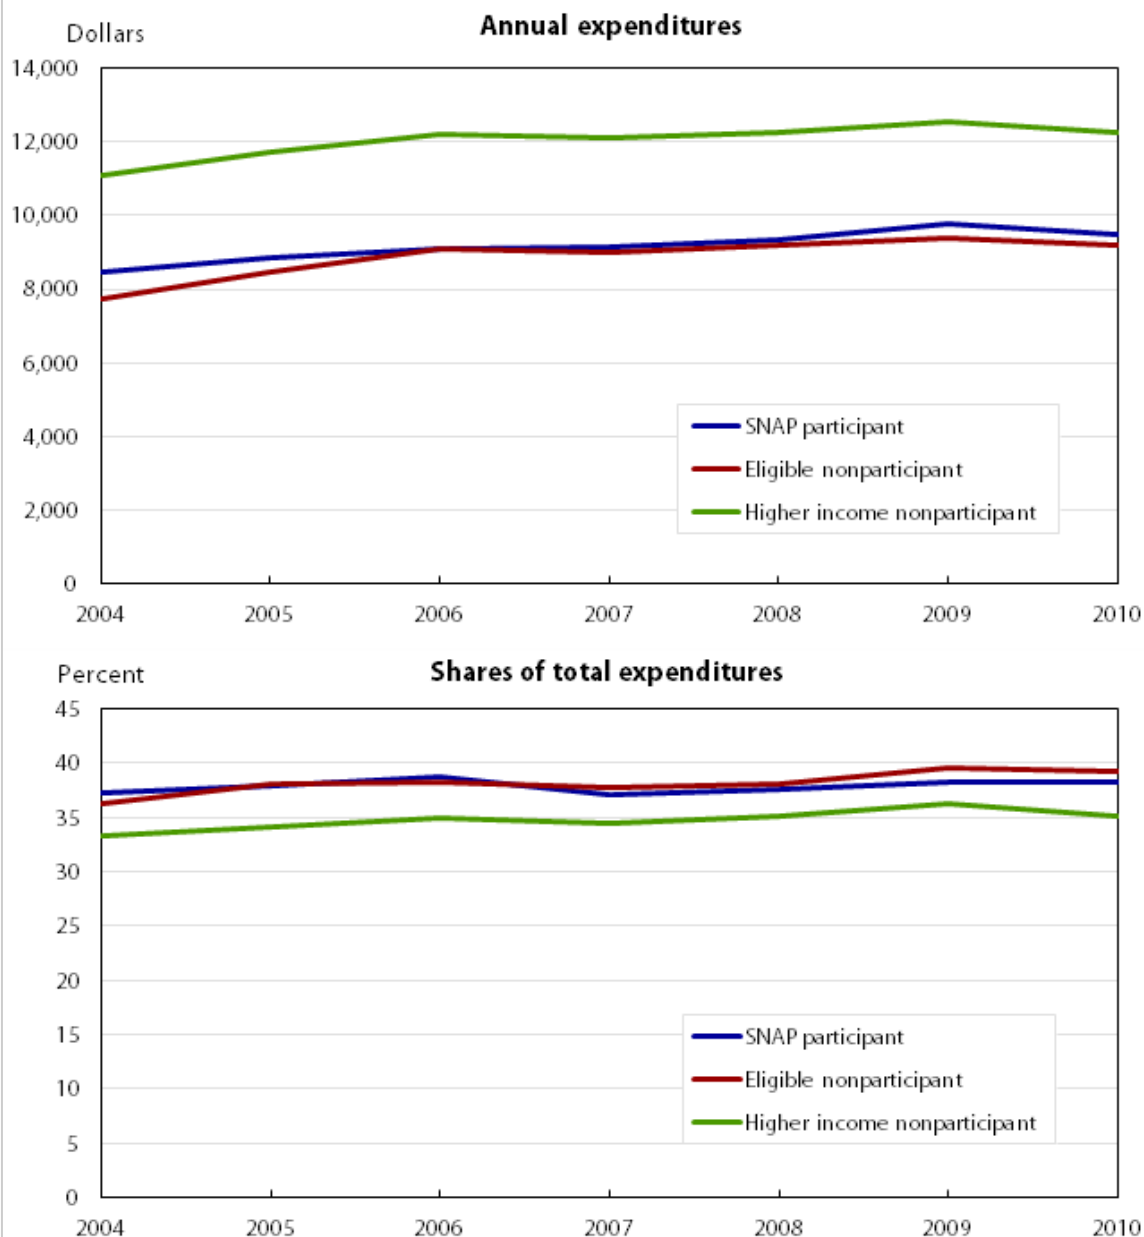 Annual expenditures
Dollars
14,000
12,000
10,000
8,000
6,000
4,000
2,000
0
SNAP participant
Eligible nonparticipant
Higher income nonparticipant
2004 2005 2006 2007 2008 2009 2010
Shares of total expenditures
Percent
45
40
35
30
25
20
15
10
5
0
SNAP participant
Eligible nonparticipant
Higher income nonparticipant
2004 2005 2006 2007 2008 2009 2010